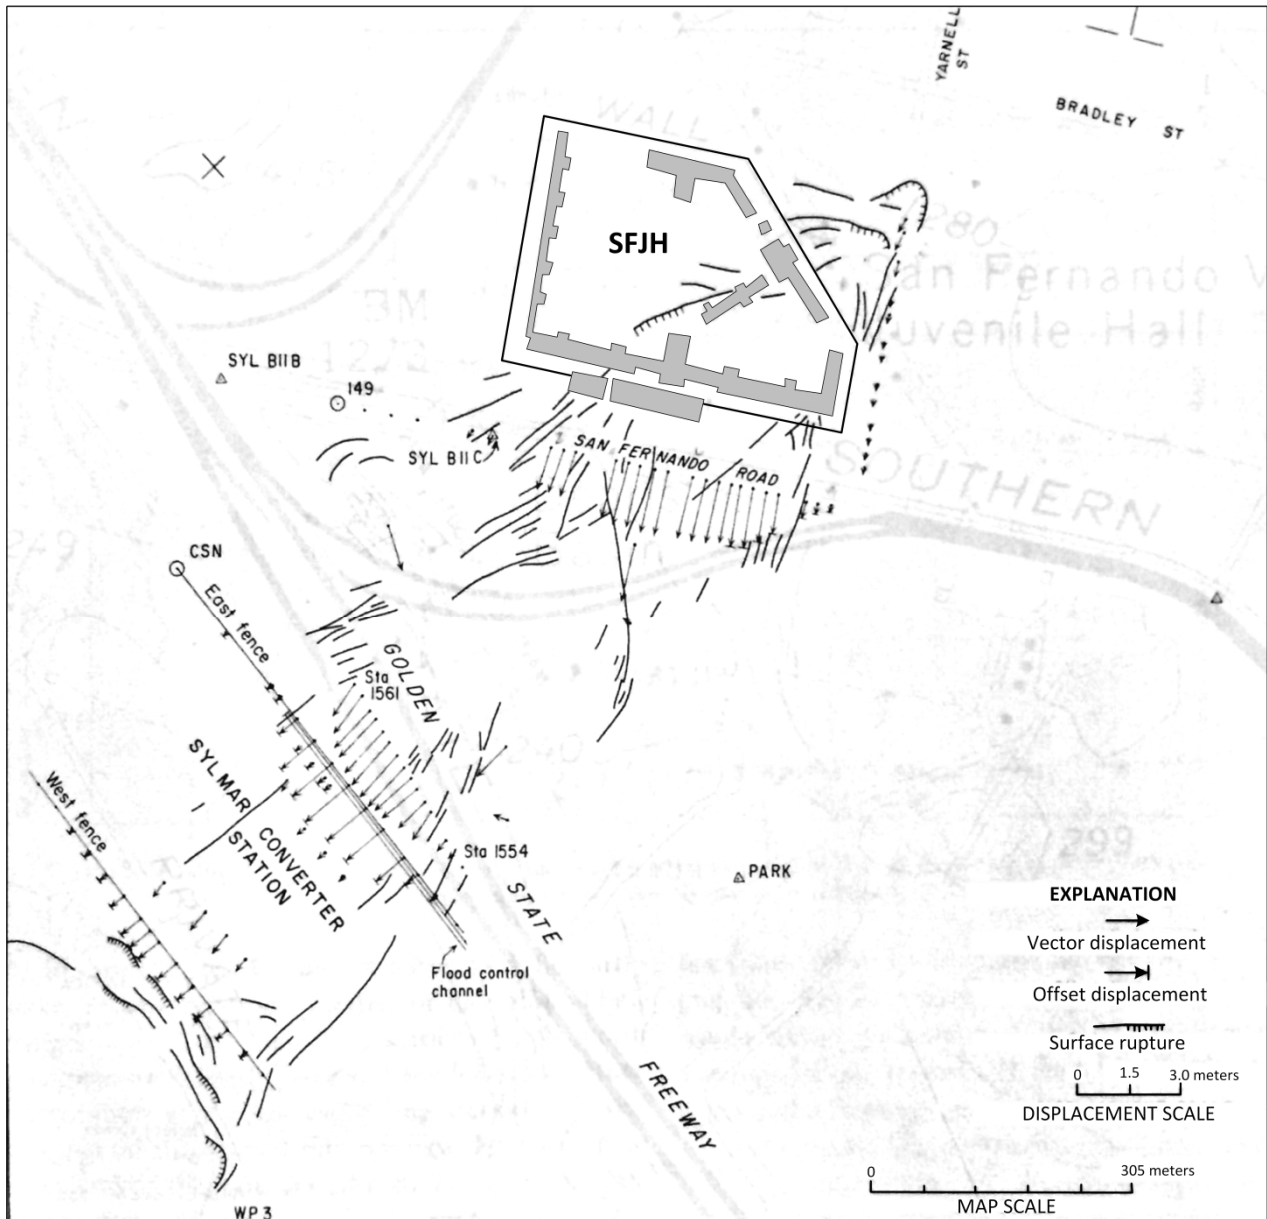 YARNELL
ST
BRADLEY ST
WALL
SFJH
1280
San Fernando V
Juvenile Hall
BM
SYL B11B
149
SYL B11C
A
SAN FERNANDO ROAD
SOUTHERN
CSN
East fence
GOLDEN
Sta
1561
SYLMAR
CONVERTER
STATION
West fence
Sta 1554
STATE
PARK
1299
Flood control
channel
FREEWAY
WP 3
EXPLANATION
Vector displacement
Offset displacement
Surface rupture
0 1.5 3.0 meters
DISPLACEMENT SCALE
0 305 meters
MAP SCALE